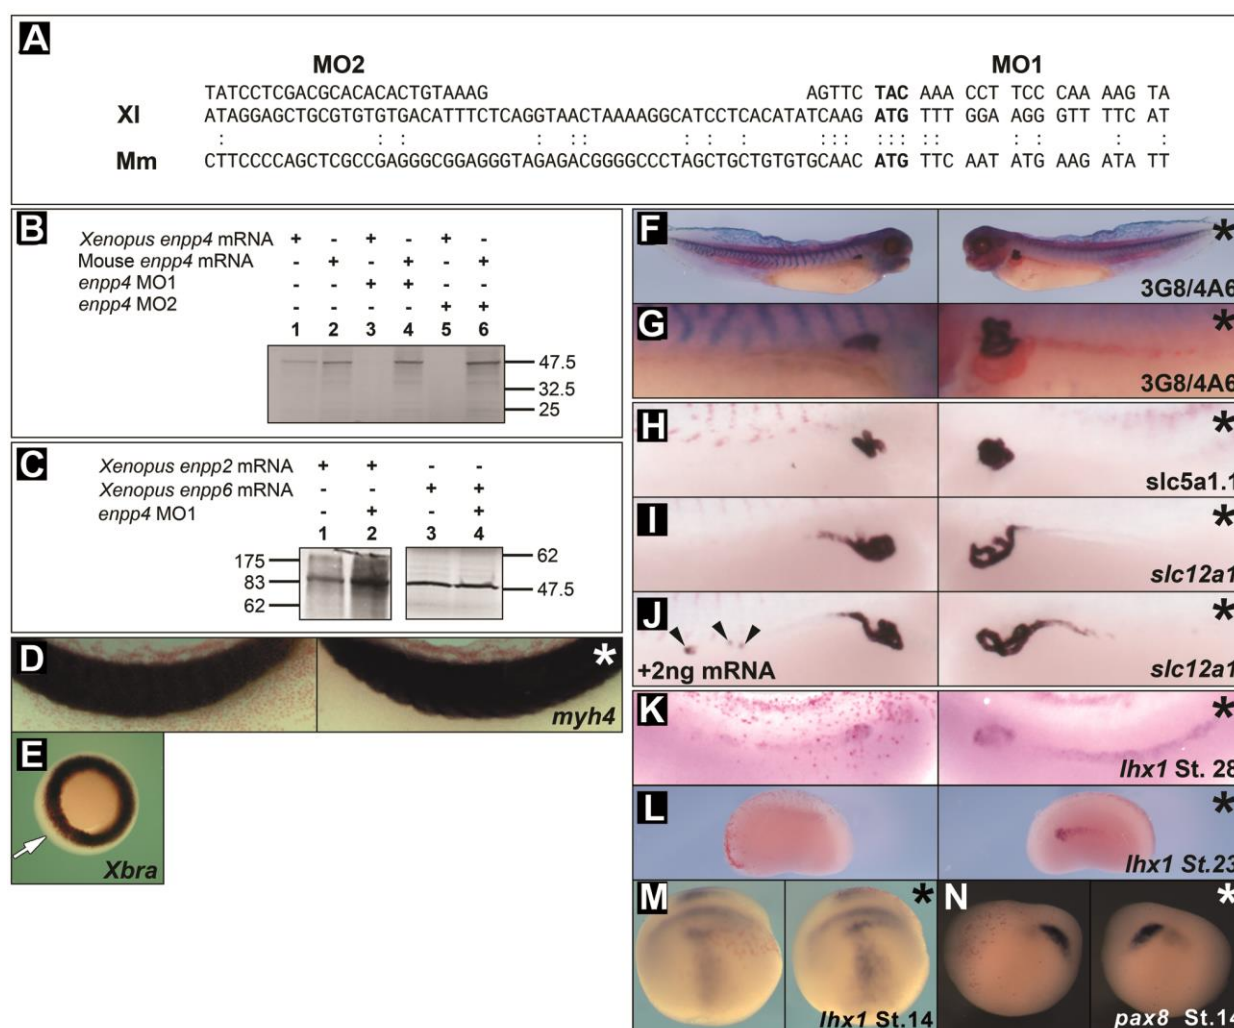 A
MO2 MO1
TATCCTCGACGCACACACTGTAAAG AGTTC TAC AAA CCT TCC CAA AAG TA
Xl ATAGGAGCTGCGTGTGTGACATTTCTCAGGTAACTAAAAGGCATCCTCACATATCAAG ATG TTT GGA AGG GTT TTC AT
Mm CTTCCCCAGCTCGCCGAGGGCGGAGGGTAGAGACGGGGCCCTAGCTGCTGTGTGCAAC ATG TTC AAT ATG AAG ATA TT
B
Xenopus enpp4 mRNA + - + - + -
Mouse enpp4 mRNA - + - + - +
enpp4 MO1 - - + + - -
enpp4 MO2 - - - - + +
1 2 3 4 5 6
47.5
32.5
25
C
Xenopus enpp2 mRNA + + - -
Xenopus enpp6 mRNA - - + +
enpp4 MO1 - + - +
1 2 3 4
175
83
62
62
47.5
D
*
myh4
E
Xbra
F
*
3G8/4A6
G
*
3G8/4A6
H
*
slc5a1.1
I
*
slc12a1
J
*
+2ng mRNA
slc12a1
K
*
lhx1 St. 28
L
*
lhx1 St.23
M
*
lhx1 St.14
N
*
pax8 St.14